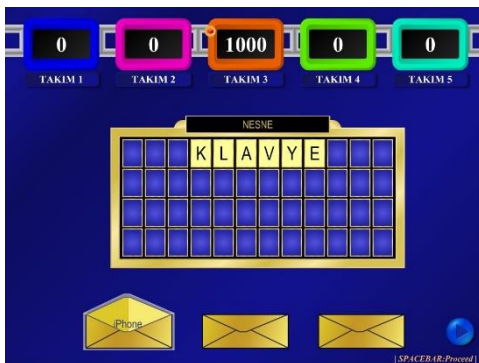 0 0 1000 0 0
TAKIM 1 TAKIM 2 TAKIM 3 TAKIM 4 TAKIM 5
NESNE
KLAVYE
iPhone
|SPACEBAR:Proceed|